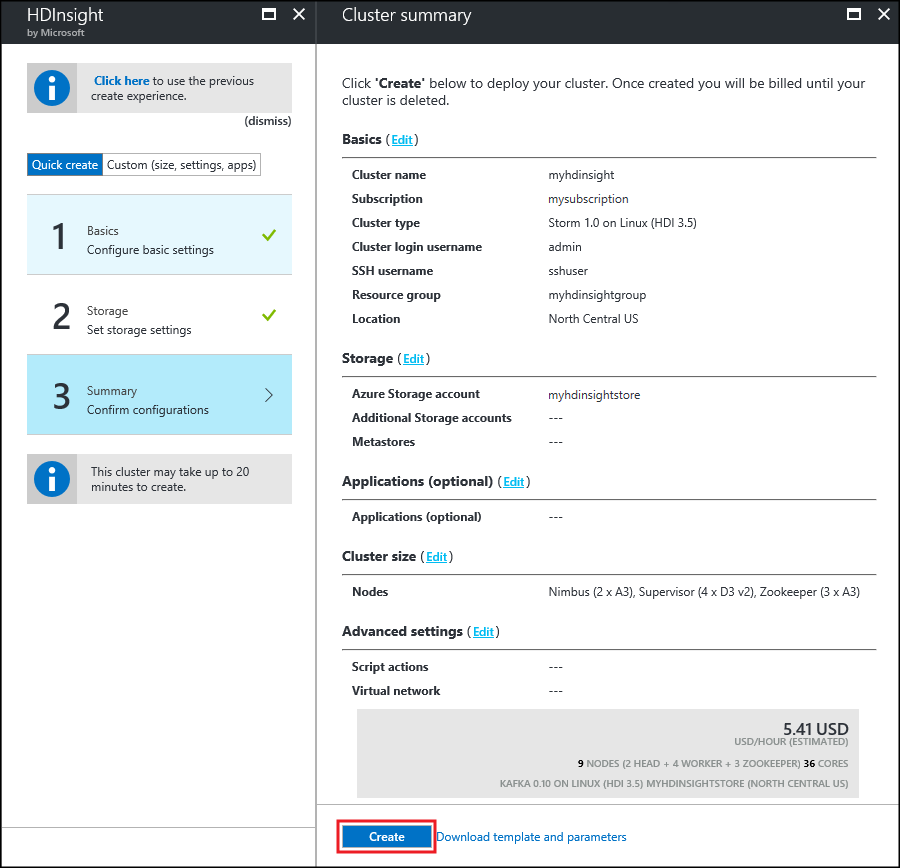 HDInsight
by Microsoft
Click here to use the previous
create experience.
(dismiss)
Quick create Custom (size, settings, apps)
1
Basics
Configure basic settings
2
Storage
Set storage settings
3
Summary
Confirm configurations
This cluster may take up to 20
minutes to create.
Cluster summary
Click 'Create' below to deploy your cluster. Once created you will be billed until your
cluster is deleted.
Basics (Edit)
Cluster name myhdinsight
Subscription mysubscription
Cluster type Storm 1.0 on Linux (HDI 3.5)
Cluster login username admin
SSH username sshuser
Resource group myhdinsightgroup
Location North Central US
Storage (Edit)
Azure Storage account myhdinsightstore
Additional Storage accounts ---
Metastores ---
Applications (optional) (Edit)
Applications (optional) ---
Cluster size (Edit)
Nodes Nimbus (2 x A3), Supervisor (4 x D3 v2), Zookeeper (3 x A3)
Advanced settings (Edit)
Script actions ---
Virtual network ---
5.41 USD
USD/HOUR (ESTIMATED)
9 NODES (2 HEAD + 4 WORKER + 3 ZOOKEEPER) 36 CORES
KAFKA 0.10 ON LINUX (HDI 3.5) MYHDINSIGHTSTORE (NORTH CENTRAL US)
Create Download template and parameters